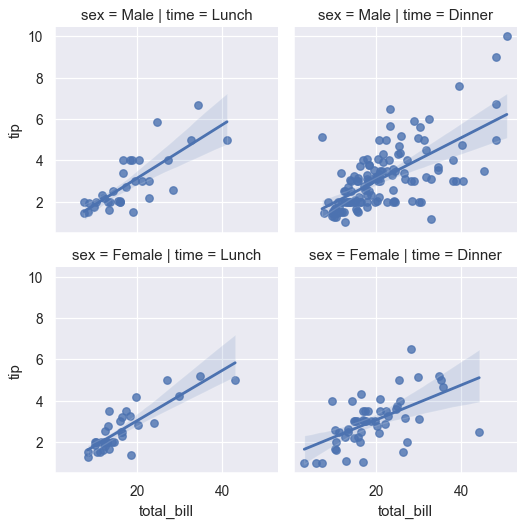 sex = Male | time = Lunch
sex = Male | time = Dinner
10
8
6
4
2
tip
sex = Female | time = Lunch
sex = Female | time = Dinner
10
8
6
4
2
tip
20 40
20 40
total_bill
total_bill